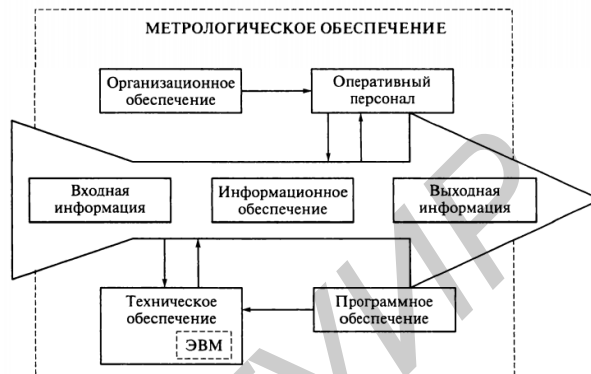 МЕТРОЛОГИЧЕСКОЕ ОБЕСПЕЧЕНИЕ
Организационное
обеспечение
Оперативный
персонал
Входная
информация
Информационное
обеспечение
Выходная
информация
Техническое
обеспечение
ЭВМ
Программное
обеспечение